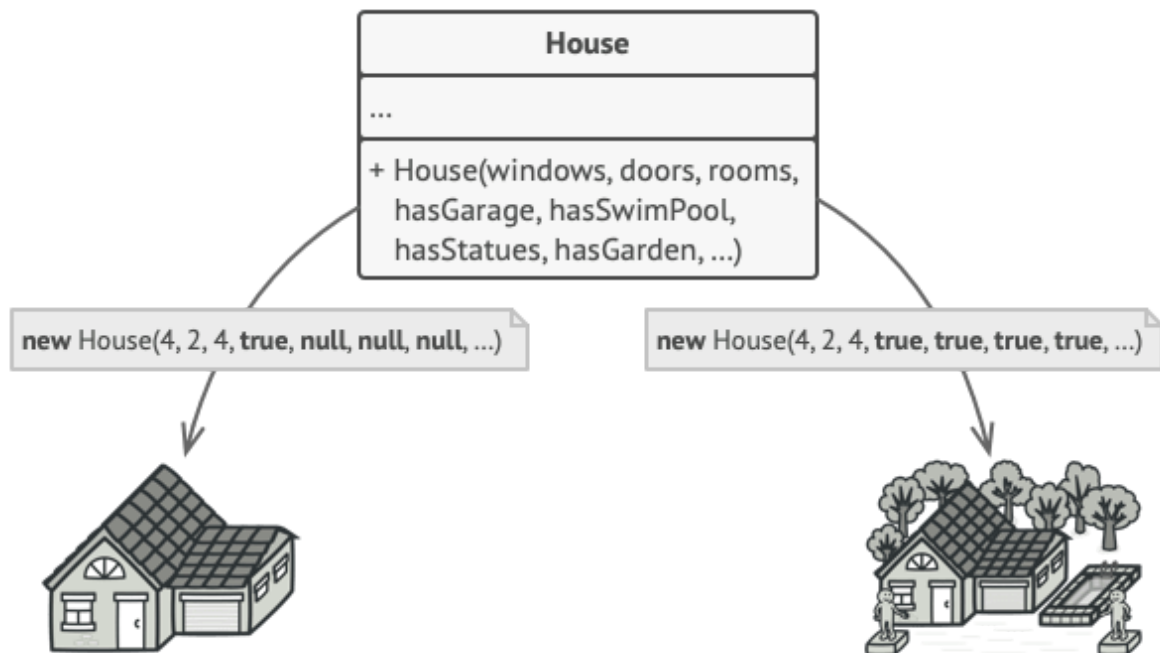 House
...
+ House(windows, doors, rooms,
hasGarage, hasSwimPool,
hasStatues, hasGarden, ...)
new House(4, 2, 4, true, null, null, null, ...)
new House(4, 2, 4, true, true, true, true, ...)